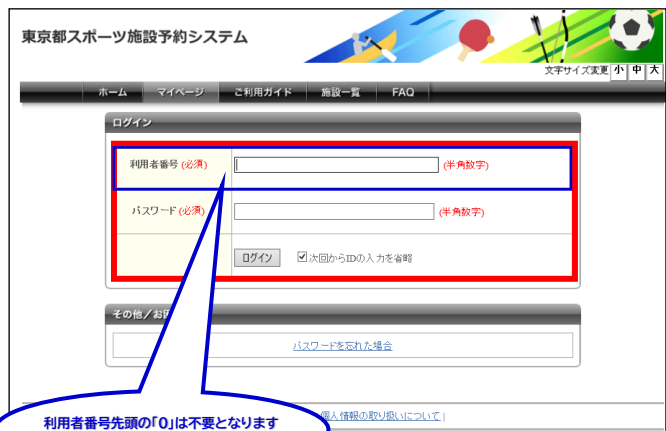 東京都スポーツ施設予約システム
文字サイズ変更 小 中 大
ホーム マイページ ご利用ガイド 施設一覧 FAQ
ログイン
利用者番号 (必須) (半角数字)
パスワード (必須) (半角数字)
ログイン 次回からIDの入力を省略
その他/お
パスワードを忘れた場合
個人情報の取り扱いについて |
利用者番号先頭の「0」は不要となります